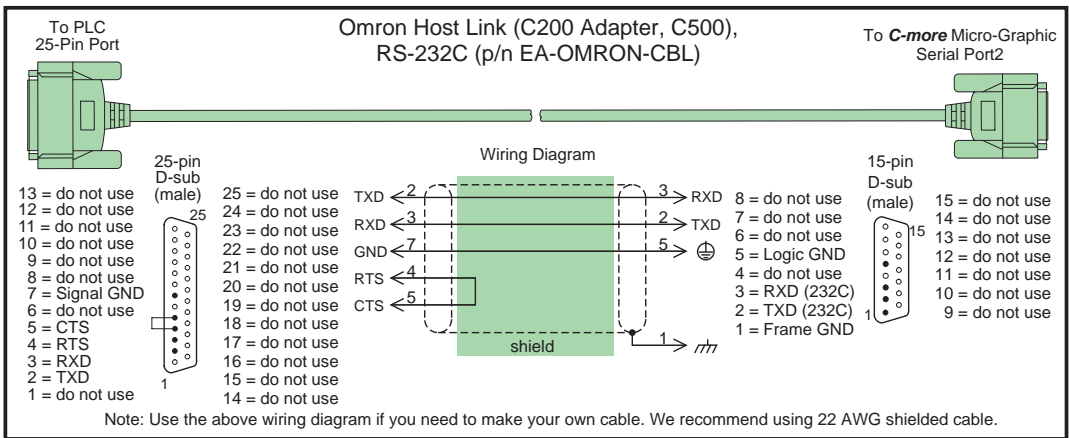 To PLC
25-Pin Port
Omron Host Link (C200 Adapter, C500),
RS-232C (p/n EA-OMRON-CBL)
To C-more Micro-Graphic
Serial Port2
25-pin
D-sub
(male)
13 = do not use
12 = do not use
11 = do not use
10 = do not use
9 = do not use
8 = do not use
7 = Signal GND
6 = do not use
5 = CTS
4 = RTS
3 = RXD
2 = TXD
1 = do not use
25
1
25 = do not use
24 = do not use
23 = do not use
22 = do not use
21 = do not use
20 = do not use
19 = do not use
18 = do not use
17 = do not use
16 = do not use
15 = do not use
14 = do not use
Wiring Diagram
TXD 2 3 RXD
RXD 3 2 TXD
GND 7 5
RTS 4
CTS 5
shield
1
8 = do not use
7 = do not use
6 = do not use
5 = Logic GND
4 = do not use
3 = RXD (232C)
2 = TXD (232C)
1 = Frame GND
15-pin
D-sub
(male)
15
1
15 = do not use
14 = do not use
13 = do not use
12 = do not use
11 = do not use
10 = do not use
9 = do not use
Note: Use the above wiring diagram if you need to make your own cable. We recommend using 22 AWG shielded cable.